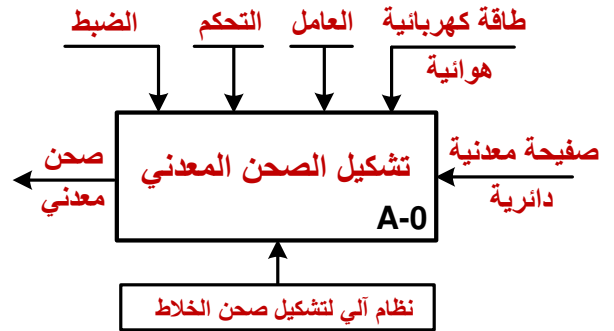 الضبط
التحكم
العامل
طاقة كهربائية
هوائية
صفيحة معدنية
دائرية
تشكيل الصحن المعدني
A-0
صحن
معدني
نظام آلي لتشكيل صحن الخلاط